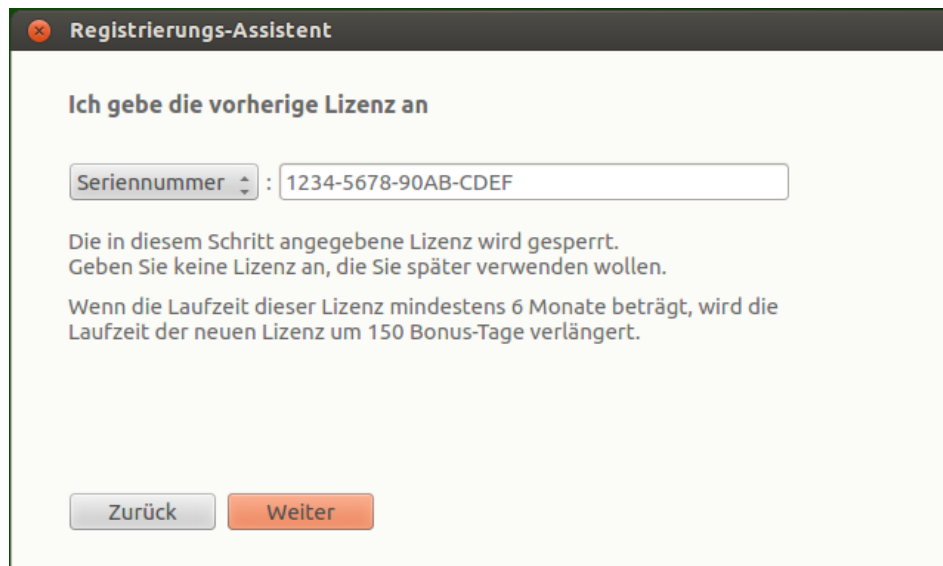 Registrierungs-Assistent
Ich gebe die vorherige Lizenz an
Seriennummer : 1234-5678-90AB-CDEF
Die in diesem Schritt angegebene Lizenz wird gesperrt.
Geben Sie keine Lizenz an, die Sie später verwenden wollen.
Wenn die Laufzeit dieser Lizenz mindestens 6 Monate beträgt, wird die
Laufzeit der neuen Lizenz um 150 Bonus-Tage verlängert.
Zurück Weiter